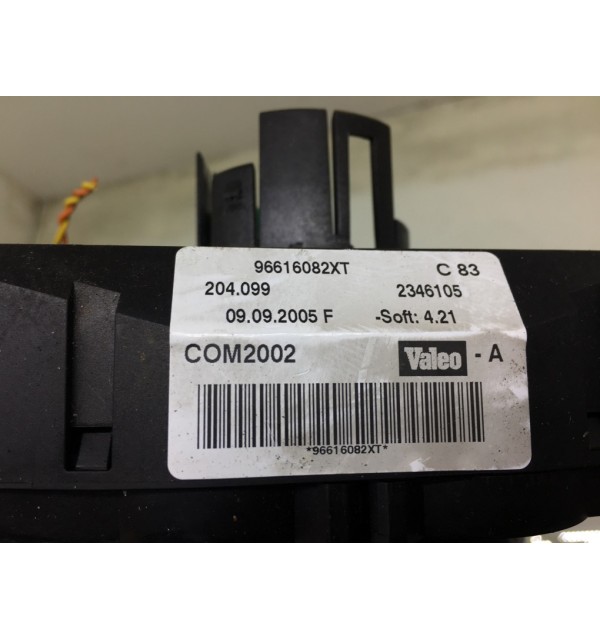 96616082XT C 83
204.099 2346105
09.09.2005 F -Soft: 4.21
COM2002 Valeo - A
*96616082XT*